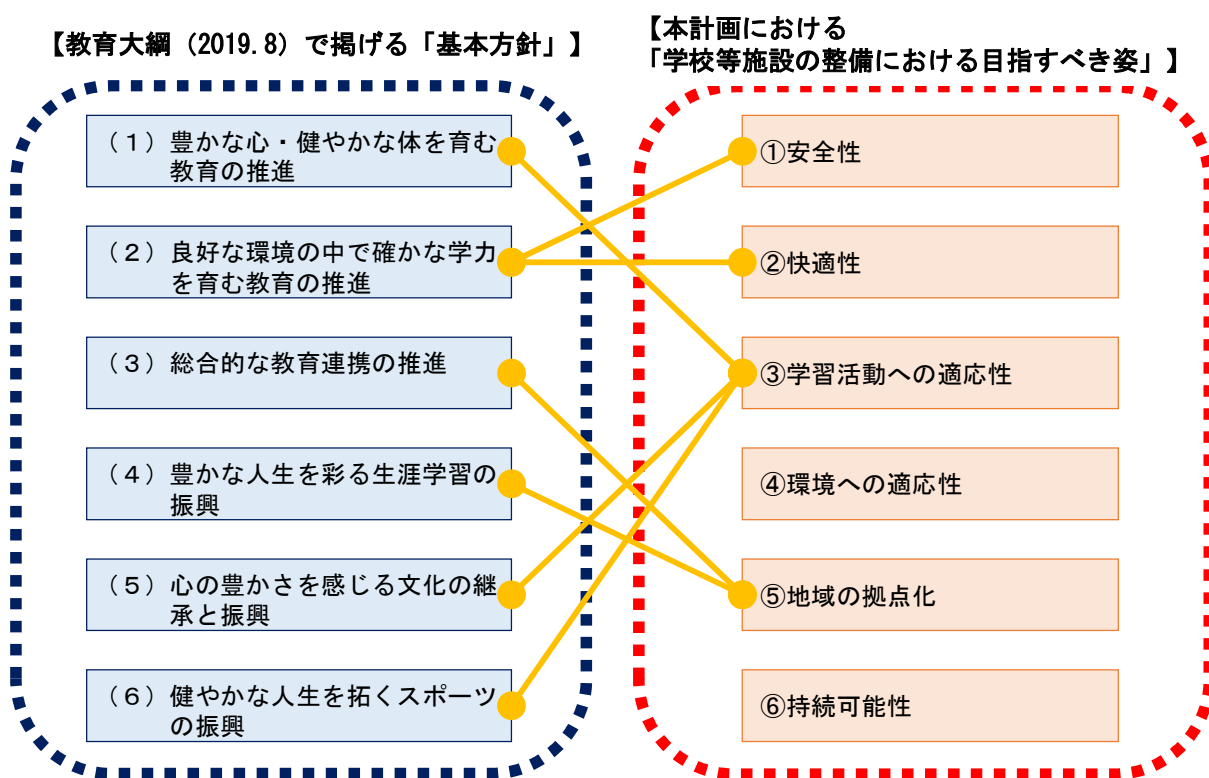 【教育大綱（2019.8）で掲げる「基本方針」】
（１）豊かな心・健やかな体を育む
教育の推進
（２）良好な環境の中で確かな学力
を育む教育の推進
（３）総合的な教育連携の推進
（４）豊かな人生を彩る生涯学習の
振興
（５）心の豊かさを感じる文化の継
承と振興
（６）健やかな人生を拓くスポーツ
の振興
【本計画における
「学校等施設の整備における目指すべき姿」】
①安全性
②快適性
③学習活動への適応性
④環境への適応性
⑤地域の拠点化
⑥持続可能性